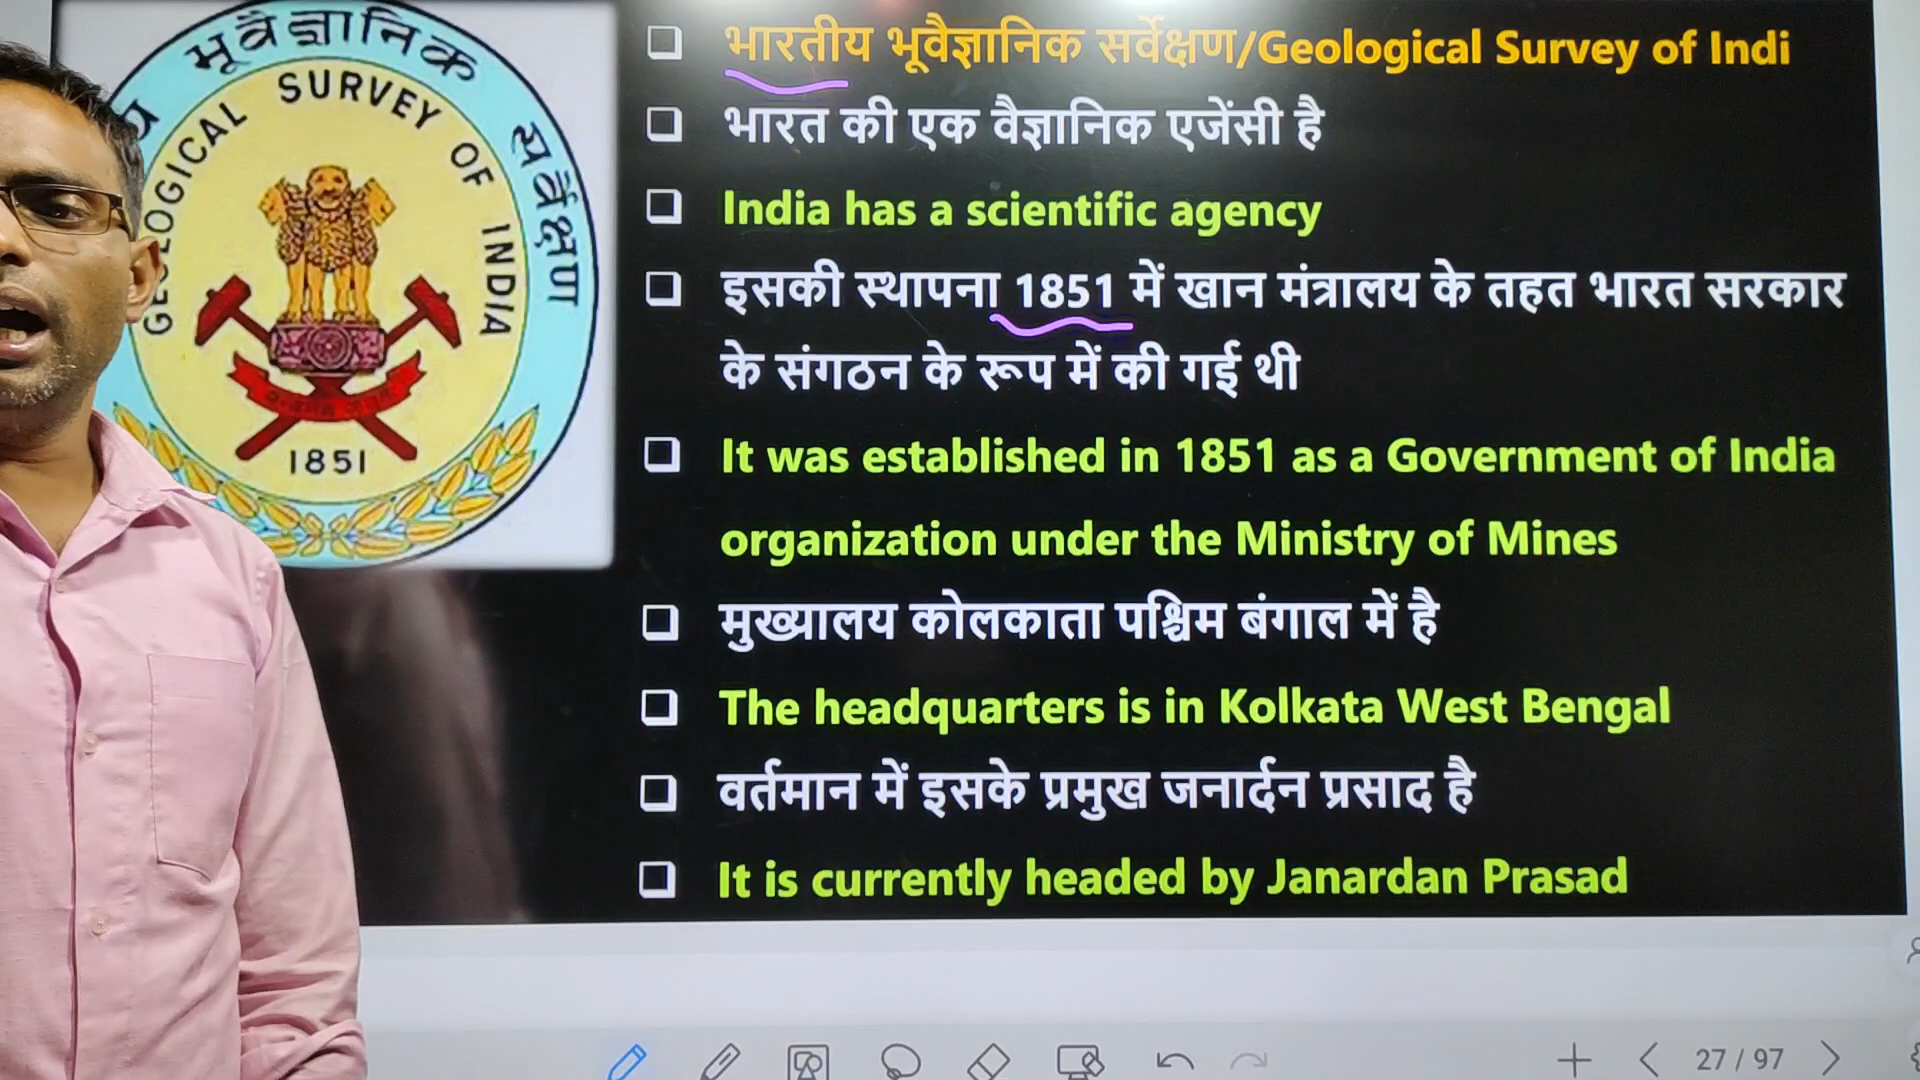 भूवैज्ञानिक सर्वेक्षण
GEOLOGICAL SURVEY OF INDIA
1851
भारतीय भूवैज्ञानिक सर्वेक्षण/Geological Survey of Indi
भारत की एक वैज्ञानिक एजेंसी है
India has a scientific agency
इसकी स्थापना 1851 में खान मंत्रालय के तहत भारत सरकार
के संगठन के रूप में की गई थी
It was established in 1851 as a Government of India
organization under the Ministry of Mines
मुख्यालय कोलकाता पश्चिम बंगाल में है
The headquarters is in Kolkata West Bengal
वर्तमान में इसके प्रमुख जनार्दन प्रसाद है
It is currently headed by Janardan Prasad
27 / 97